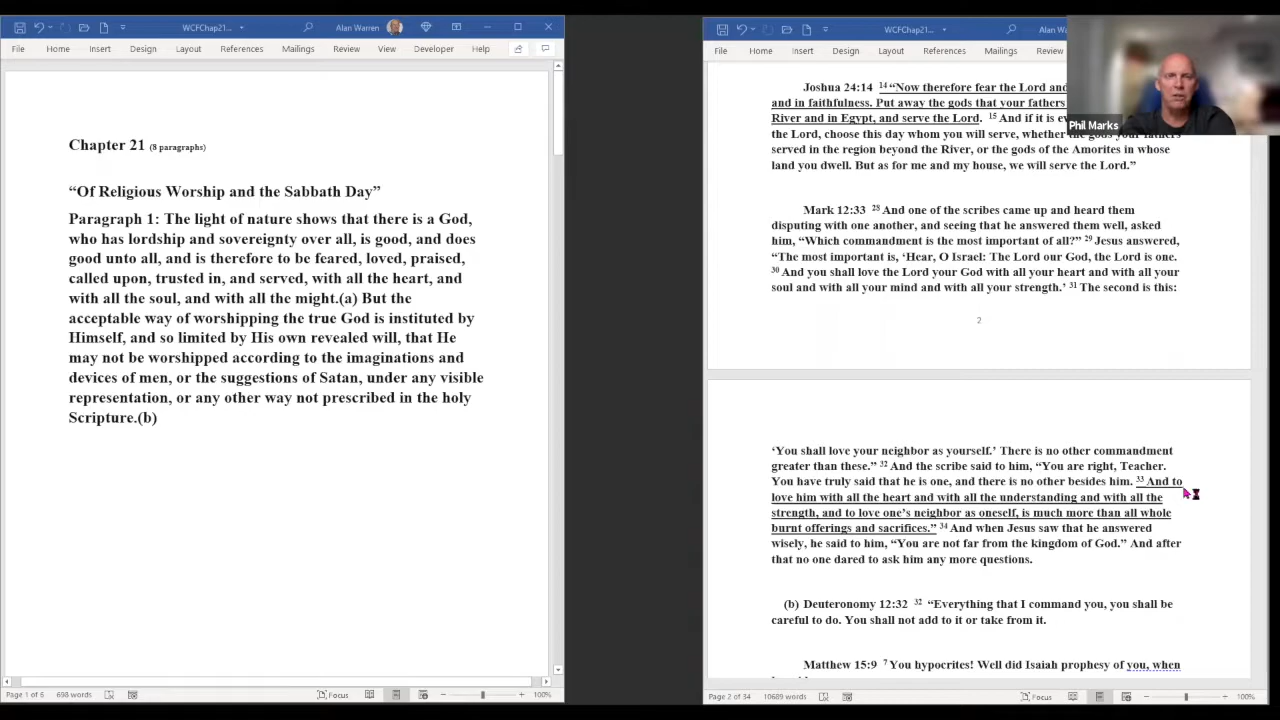 WCFChap21...
Alan Warren
File Home Insert Design Layout References Mailings Review View Developer Help
Chapter 21 (8 paragraphs)
“Of Religious Worship and the Sabbath Day”
Paragraph 1: The light of nature shows that there is a God,
who has lordship and sovereignty over all, is good, and does
good unto all, and is therefore to be feared, loved, praised,
called upon, trusted in, and served, with all the heart, and
with all the soul, and with all the might.(a) But the
acceptable way of worshipping the true God is instituted by
Himself, and so limited by His own revealed will, that He
may not be worshipped according to the imaginations and
devices of men, or the suggestions of Satan, under any visible
representation, or any other way not prescribed in the holy
Scripture.(b)
Page 1 of 6 698 words Focus 100%
WCFChap21...
Alan Wa
File Home Insert Design Layout References Mailings Review
Phil Marks
Joshua 24:14 14 “Now therefore fear the Lord and
and in faithfulness. Put away the gods that your fathers
River and in Egypt, and serve the Lord. 15 And if it is ev
the Lord, choose this day whom you will serve, whether the gods your fathers
served in the region beyond the River, or the gods of the Amorites in whose
land you dwell. But as for me and my house, we will serve the Lord.”
Mark 12:33 28 And one of the scribes came up and heard them
disputing with one another, and seeing that he answered them well, asked
him, “Which commandment is the most important of all?” 29 Jesus answered,
“The most important is, ‘Hear, O Israel: The Lord our God, the Lord is one.
30 And you shall love the Lord your God with all your heart and with all your
soul and with all your mind and with all your strength.’ 31 The second is this:
2
‘You shall love your neighbor as yourself.’ There is no other commandment
greater than these.” 32 And the scribe said to him, “You are right, Teacher.
You have truly said that he is one, and there is no other besides him. 33 And to
love him with all the heart and with all the understanding and with all the
strength, and to love one’s neighbor as oneself, is much more than all whole
burnt offerings and sacrifices.” 34 And when Jesus saw that he answered
wisely, he said to him, “You are not far from the kingdom of God.” And after
that no one dared to ask him any more questions.
(b) Deuteronomy 12:32 32 “Everything that I command you, you shall be
careful to do. You shall not add to it or take from it.
Matthew 15:9 7 You hypocrites! Well did Isaiah prophesy of you, when
Page 2 of 34 10689 words Focus 100%